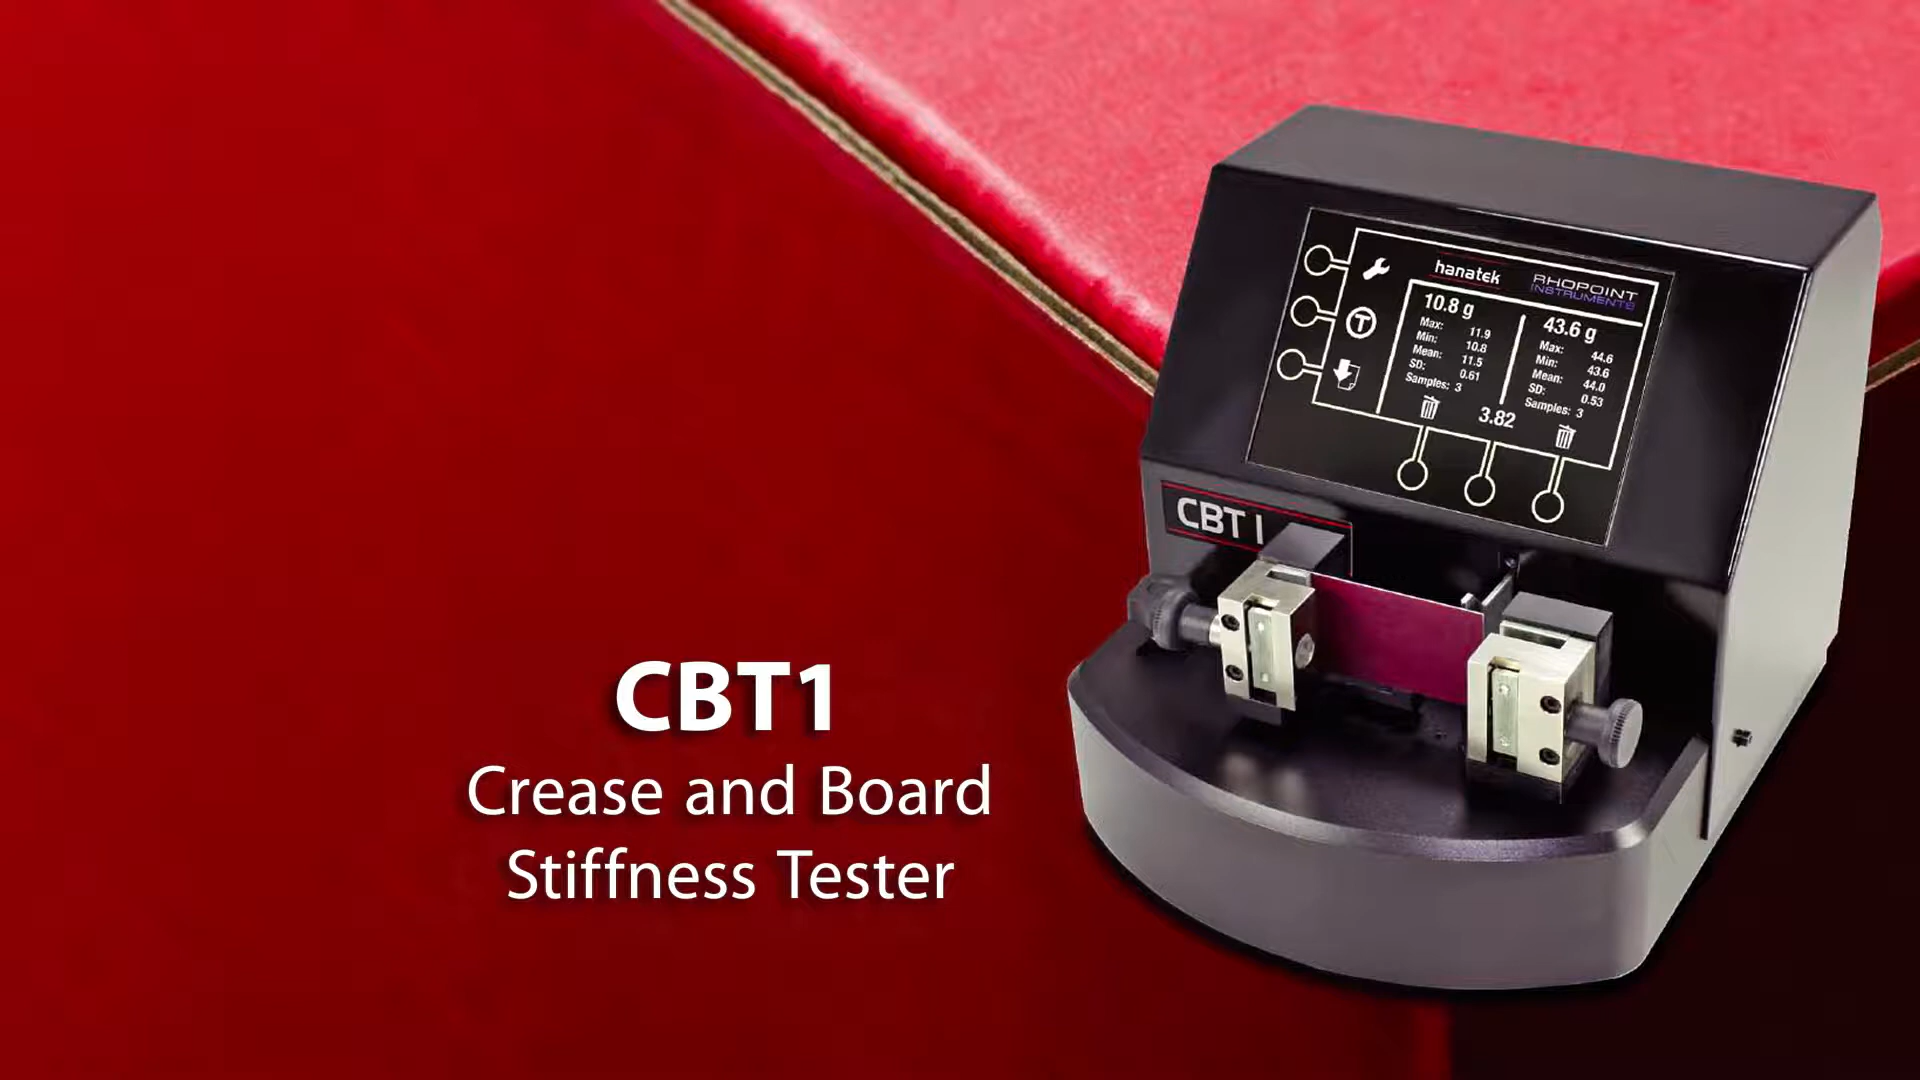 hanatek
RHOPOINT
INSTRUMENTS
10.8 g
Max: 11.9
Min: 10.8
Mean: 11.5
SD: 0.61
Samples: 3
43.6 g
Max: 44.6
Min: 43.6
Mean: 44.0
SD: 0.53
Samples: 3
3.82
T
CBT I
CBT1
Crease and Board
Stiffness Tester